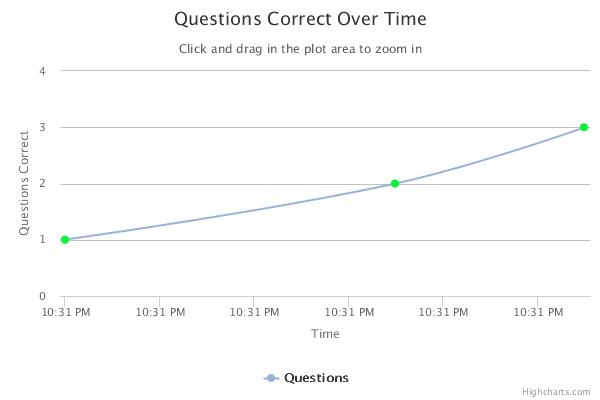 Questions Correct Over Time
Click and drag in the plot area to zoom in
4
3
2
1
0
Questions Correct
10:31 PM 10:31 PM 10:31 PM 10:31 PM 10:31 PM 10:31 PM
Time
Questions
Highcharts.com